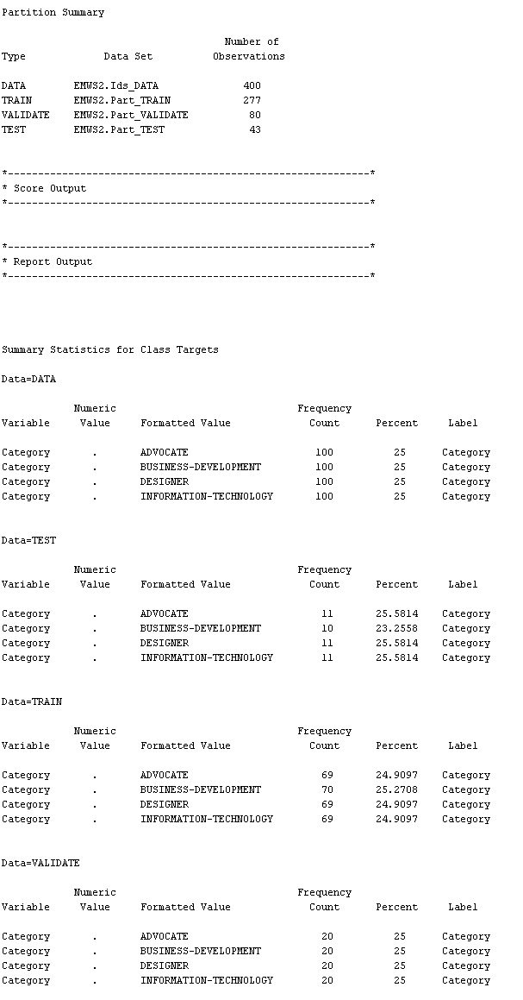 Partition Summary
Number of
Type Data Set Observations
DATA EMWS2.Ids_DATA 400
TRAIN EMWS2.Part_TRAIN 277
VALIDATE EMWS2.Part_VALIDATE 80
TEST EMWS2.Part_TEST 43
*------------------------------------------------------------*
* Score Output
*------------------------------------------------------------*
*------------------------------------------------------------*
* Report Output
*------------------------------------------------------------*
Summary Statistics for Class Targets
Data=DATA
Numeric Frequency
Variable Value Formatted Value Count Percent Label
Category . ADVOCATE 100 25 Category
Category . BUSINESS-DEVELOPMENT 100 25 Category
Category . DESIGNER 100 25 Category
Category . INFORMATION-TECHNOLOGY 100 25 Category
Data=TEST
Numeric Frequency
Variable Value Formatted Value Count Percent Label
Category . ADVOCATE 11 25.5814 Category
Category . BUSINESS-DEVELOPMENT 10 23.2558 Category
Category . DESIGNER 11 25.5814 Category
Category . INFORMATION-TECHNOLOGY 11 25.5814 Category
Data=TRAIN
Numeric Frequency
Variable Value Formatted Value Count Percent Label
Category . ADVOCATE 69 24.9097 Category
Category . BUSINESS-DEVELOPMENT 70 25.2708 Category
Category . DESIGNER 69 24.9097 Category
Category . INFORMATION-TECHNOLOGY 69 24.9097 Category
Data=VALIDATE
Numeric Frequency
Variable Value Formatted Value Count Percent Label
Category . ADVOCATE 20 25 Category
Category . BUSINESS-DEVELOPMENT 20 25 Category
Category . DESIGNER 20 25 Category
Category . INFORMATION-TECHNOLOGY 20 25 Category